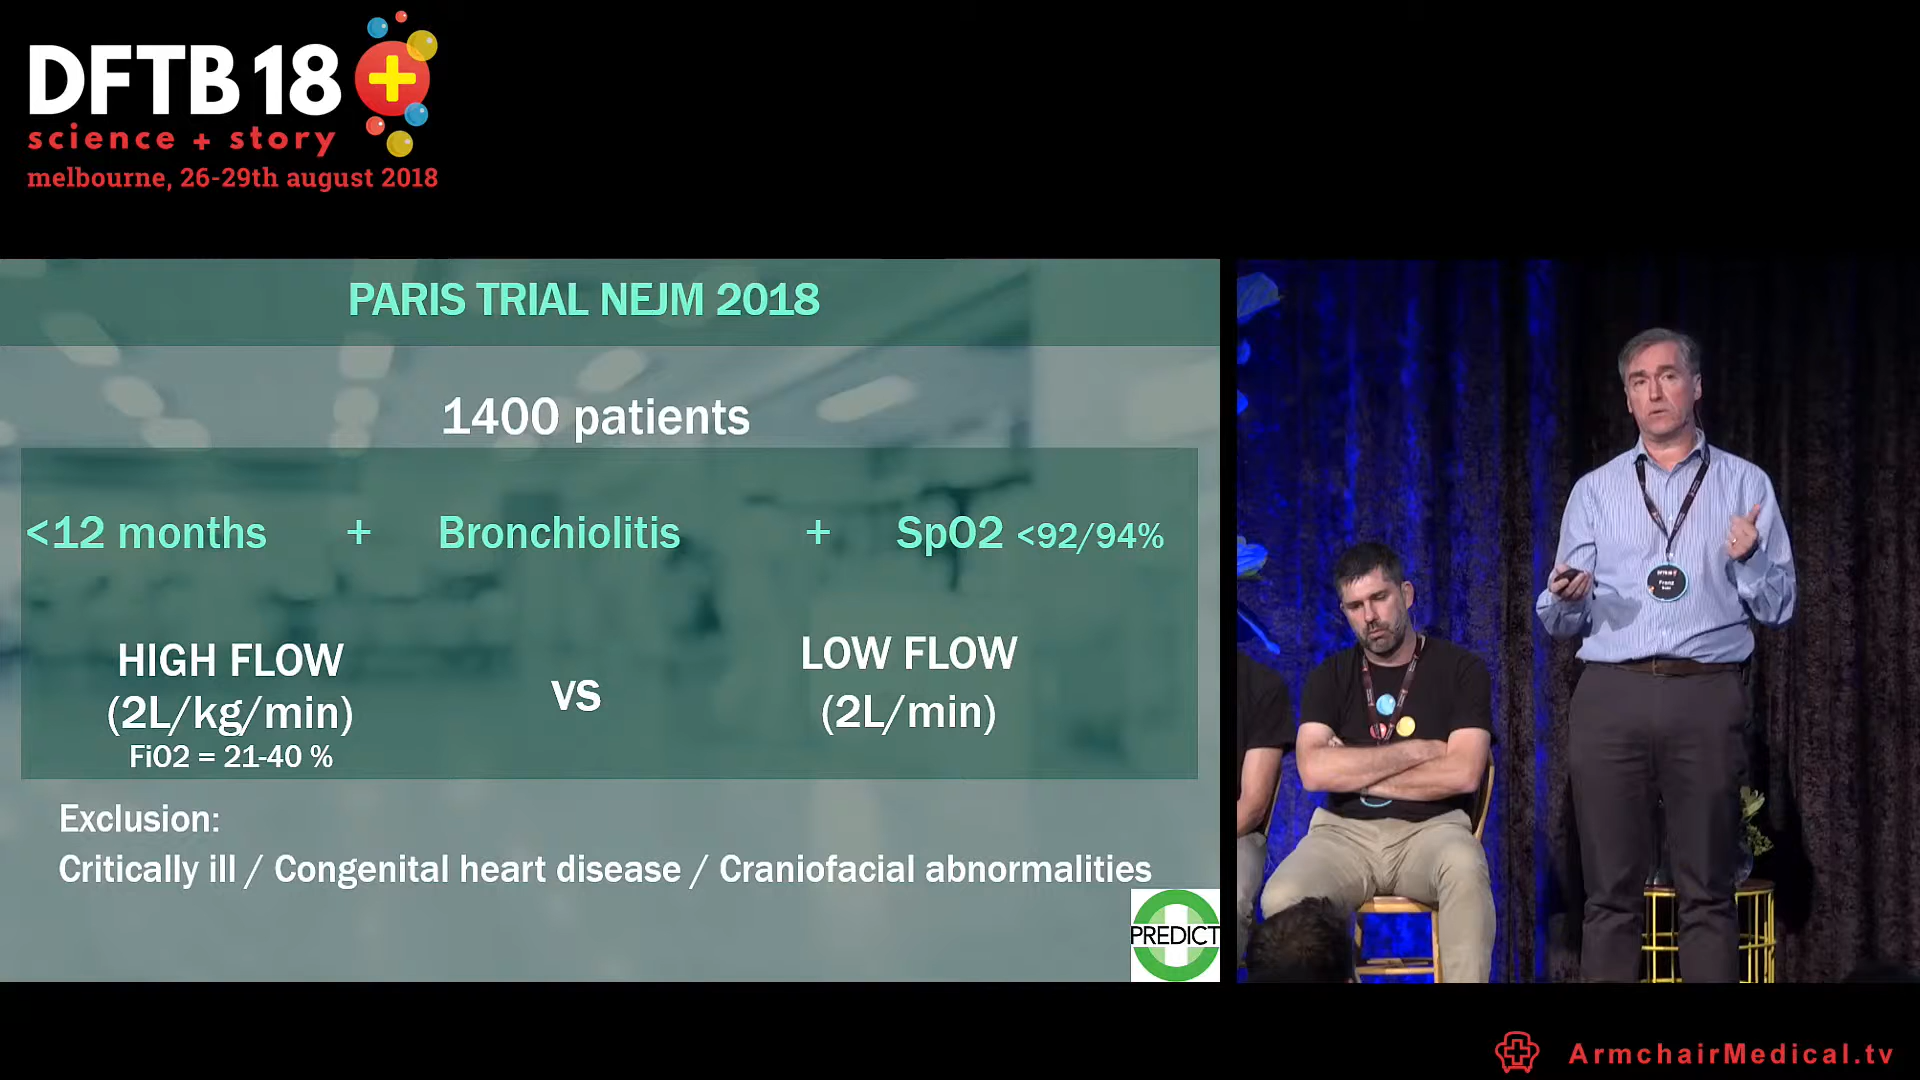 DFTB 18
science + story
melbourne, 26-29th august 2018
PARIS TRIAL NEJM 2018
1400 patients
<12 months + Bronchiolitis + SpO2 <92/94%
HIGH FLOW
(2L/kg/min)
FiO2 = 21-40 %
vs
LOW FLOW
(2L/min)
Exclusion:
Critically ill / Congenital heart disease / Craniofacial abnormalities
PREDICT
Franz
ArmchairMedical.tv